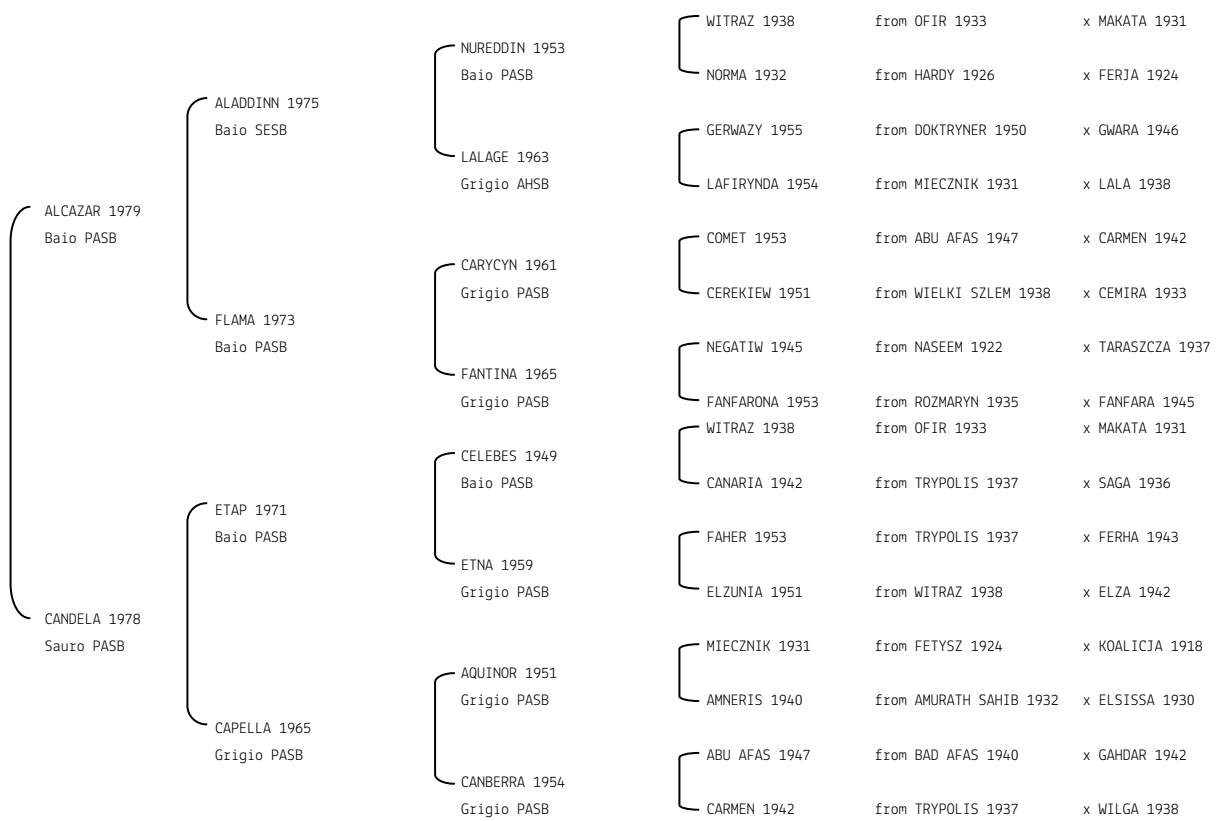 WITRAZ 1938 from OFIR 1933 x MAKATA 1931
NUREDDIN 1953
Baio PASB NORMA 1932 from HARDY 1926 x FERJA 1924
ALADDINN 1975
Baio SESB GERWAZY 1955 from DOKTRYNER 1950 x GWARA 1946
LALAGE 1963
Grigio AHSB LAFIRYNDA 1954 from MIECZNIK 1931 x LALA 1938
ALCAZAR 1979
Baio PASB COMET 1953 from ABU AFAS 1947 x CARMEN 1942
CARYCYN 1961
Grigio PASB CEREKIEW 1951 from WIELKI SZLEM 1938 x CEMIRA 1933
FLAMA 1973
Baio PASB NEGATIW 1945 from NASEEM 1922 x TARASZCZA 1937
FANTINA 1965
Grigio PASB FANFARONA 1953 from ROZMARYN 1935 x FANFARA 1945
WITRAZ 1938 from OFIR 1933 x MAKATA 1931
CELEBES 1949
Baio PASB CANARIA 1942 from TRYPOLIS 1937 x SAGA 1936
ETAP 1971
Baio PASB FAHER 1953 from TRYPOLIS 1937 x FERHA 1943
ETNA 1959
Grigio PASB ELZUNIA 1951 from WITRAZ 1938 x ELZA 1942
CANDELA 1978
Sauro PASB MIECZNIK 1931 from FETYSZ 1924 x KOALICJA 1918
AQUINOR 1951
Grigio PASB AMNERIS 1940 from AMURATH SAHIB 1932 x ELSISSA 1930
CAPELLA 1965
Grigio PASB ABU AFAS 1947 from BAD AFAS 1940 x GAHDAR 1942
CANBERRA 1954
Grigio PASB CARMEN 1942 from TRYPOLIS 1937 x WILGA 1938